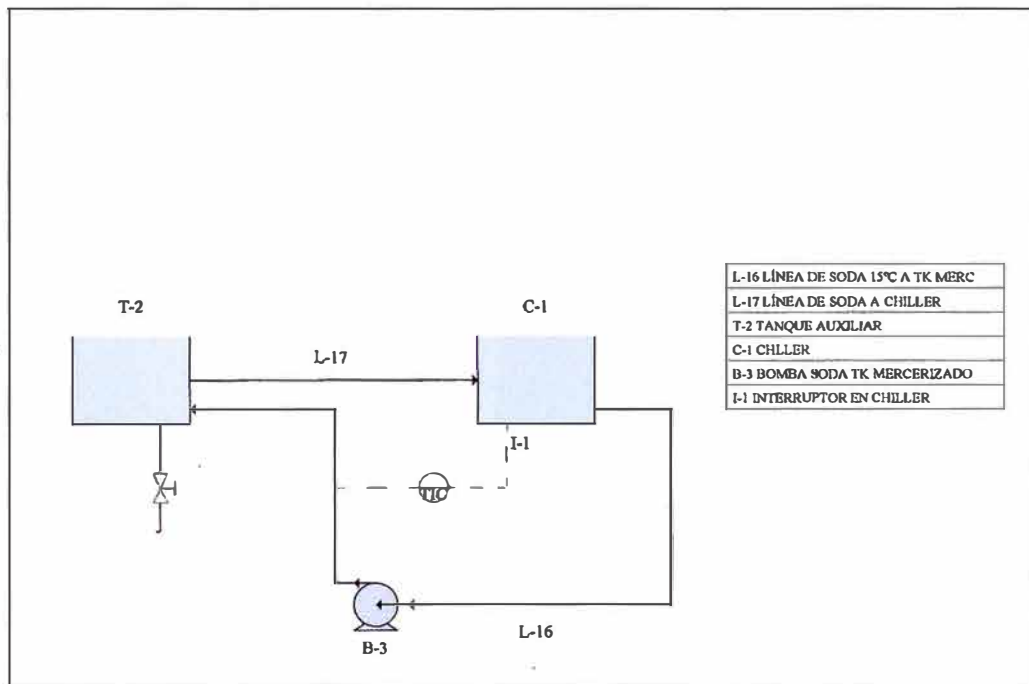 T-2
C-1
L-17
I-1
TIC
L-16
B-3
L-16 LÍNEA DE SODA 15ºC A TK MERC
L-17 LÍNEA DE SODA A CHILLER
T-2 TANQUE AUXILIAR
C-1 CHLLER
B-3 BOMBA SODA TK MERCERIZADO
I-1 INTERRUPTOR EN CHILLER